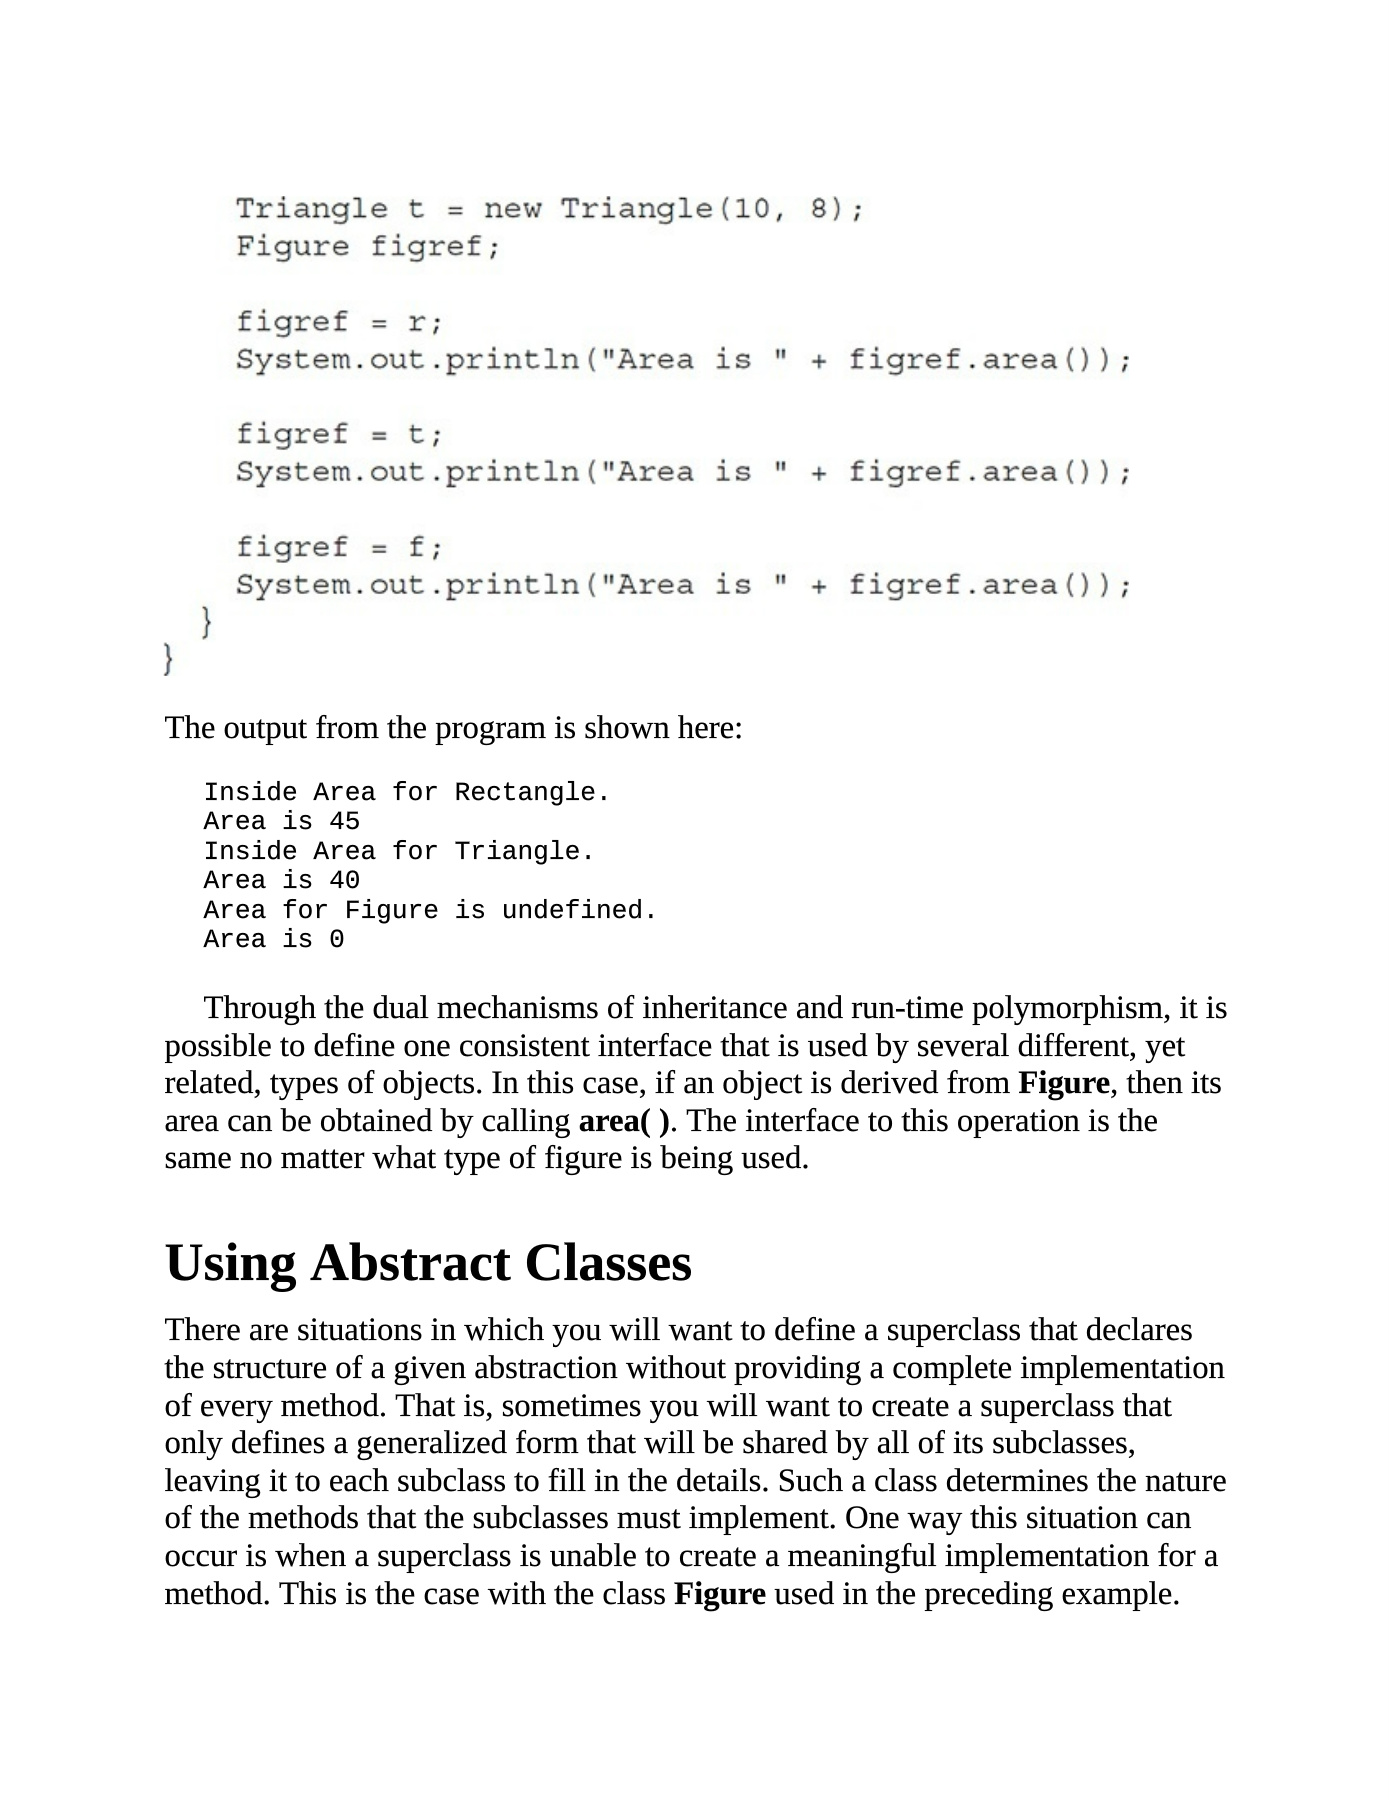 Triangle t = new Triangle(10, 8);
Figure figref;
figref = r;
System.out.println("Area is " + figref.area());
figref = t;
System.out.println("Area is " + figref.area());
figref = f;
System.out.println("Area is " + figref.area());
}
}
The output from the program is shown here:
Inside Area for Rectangle.
Area is 45
Inside Area for Triangle.
Area is 40
Area for Figure is undefined.
Area is 0
Through the dual mechanisms of inheritance and run-time polymorphism, it is
possible to define one consistent interface that is used by several different, yet
related, types of objects. In this case, if an object is derived from Figure, then its
area can be obtained by calling area( ). The interface to this operation is the
same no matter what type of figure is being used.
Using Abstract Classes
There are situations in which you will want to define a superclass that declares
the structure of a given abstraction without providing a complete implementation
of every method. That is, sometimes you will want to create a superclass that
only defines a generalized form that will be shared by all of its subclasses,
leaving it to each subclass to fill in the details. Such a class determines the nature
of the methods that the subclasses must implement. One way this situation can
occur is when a superclass is unable to create a meaningful implementation for a
method. This is the case with the class Figure used in the preceding example.